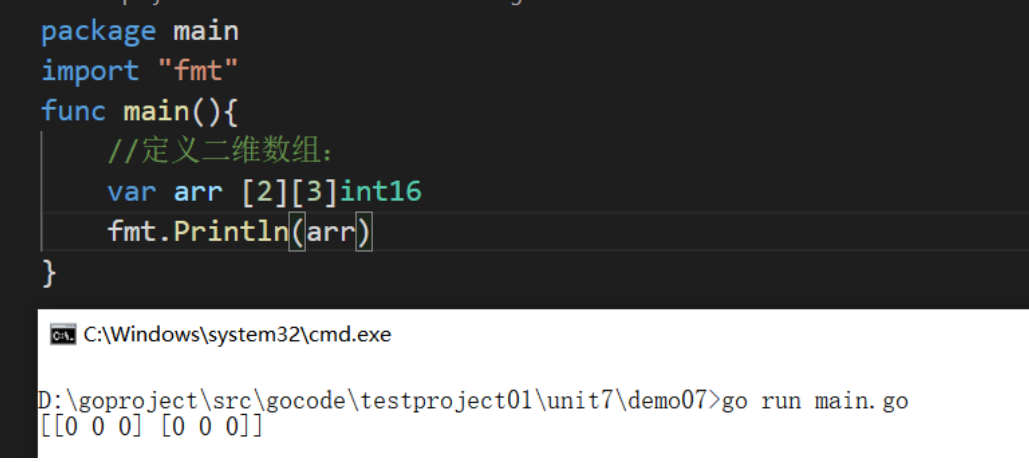 package main
import "fmt"
func main(){
//定义二维数组：
var arr [2][3]int16
fmt.Println(arr)
}
C:\Windows\system32\cmd.exe
D:\goproject\src\gocode\testproject01\unit7\demo07>go run main.go
[[0 0 0] [0 0 0]]